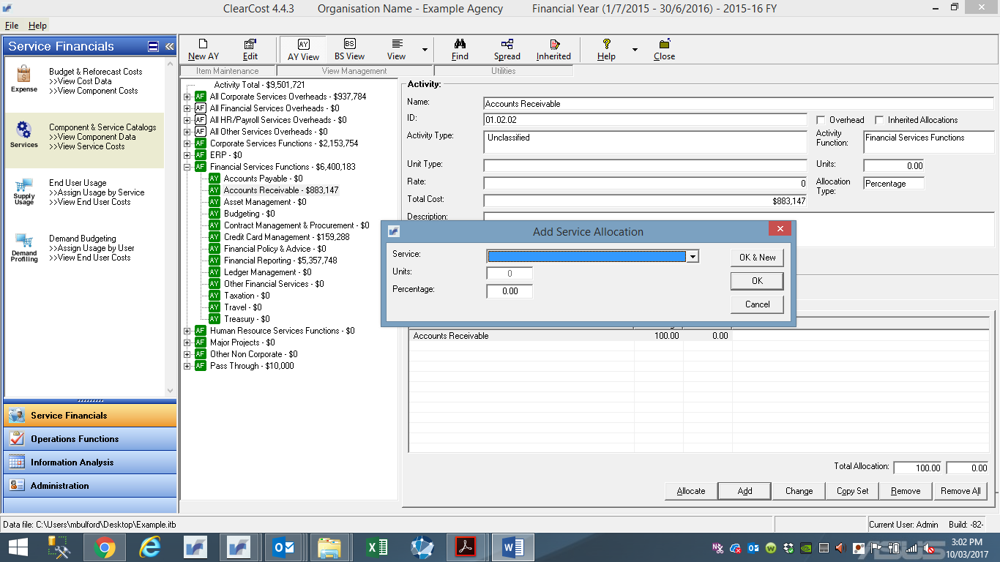 ClearCost 4.4.3 Organisation Name - Example Agency Financial Year (1/7/2015 - 30/6/2016) - 2015-16 FY
File Help
Service Financials
Expense
Budget & Reforecast Costs
>>View Cost Data
>>View Component Costs
Services
Component & Service Catalogs
>>View Component Data
>>View Service Costs
Supply
Usage
End User Usage
>>Assign Usage by Service
>>View End User Costs
Demand
Profiling
Demand Budgeting
>>Assign Usage by User
>>View End User Costs
Service Financials
Operations Functions
Information Analysis
Administration
New AY Edit AY AY View BS BS View View Find Spread Inherited Help Close
Item Maintenance View Management Utilities
Activity Total - $9,501,721
AF All Corporate Services Overheads - $937,784
AF All Financial Services Overheads - $0
AF All HR/Payroll Services Overheads - $0
AF All Other Services Overheads - $0
AF Corporate Services Functions - $2,153,754
AF ERP - $0
AF Financial Services Functions - $6,400,183
AY Accounts Payable - $0
AY Accounts Receivable - $883,147
AY Asset Management - $0
AY Budgeting - $0
AY Contract Management & Procurement - $0
AY Credit Card Management - $159,288
AY Financial Policy & Advice - $0
AY Financial Reporting - $5,357,748
AY Ledger Management - $0
AY Other Financial Services - $0
AY Taxation - $0
AY Travel - $0
AY Treasury - $0
AF Human Resource Services Functions - $0
AF Major Projects - $0
AF Other Non Corporate - $0
AF Pass Through - $10,000
Activity:
Name: Accounts Receivable
ID: 01.02.02 Overhead Inherited Allocations
Activity Type: Unclassified
Activity
Function: Financial Services Functions
Unit Type: Units: 0.00
Rate: 0
Allocation
Type: Percentage
Total Cost: $883,147
Description:
Add Service Allocation
Service:
Units: 0
Percentage: 0.00
OK & New
OK
Cancel
Accounts Receivable 100.00 0.00
Total Allocation: 100.00 0.00
Allocate Add Change Copy Set Remove Remove All
Data file: C:\Users\mbulford\Desktop\Example.itb Current User: Admin Build: -82-
3:02 PM
10/03/2017
ASUS